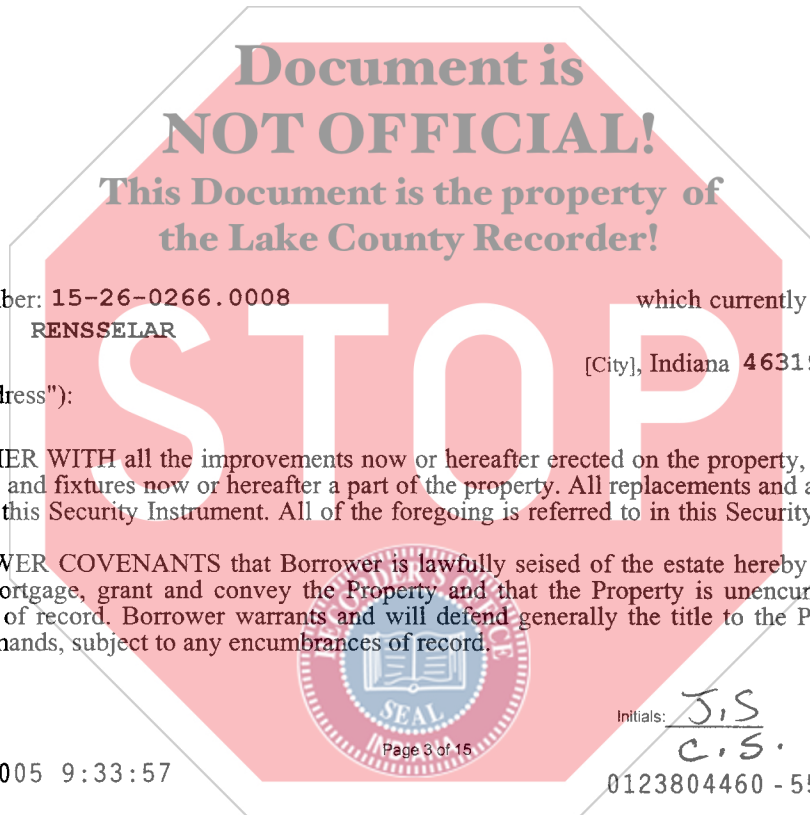 Document is
NOT OFFICIAL!
This Document is the property of
the Lake County Recorder!
ber: 15-26-0266.0008 which currently
RENSSELAR
[City], Indiana 4631
dress"):
STOP
ER WITH all the improvements now or hereafter erected on the property,
and fixtures now or hereafter a part of the property. All replacements and a
this Security Instrument. All of the foregoing is referred to in this Security
WER COVENANTS that Borrower is lawfully seised of the estate hereby
ortgage, grant and convey the Property and that the Property is unencu
of record. Borrower warrants and will defend generally the title to the P
nands, subject to any encumbrances of record.
RECORDER'S OFFICE
SEAL
INDIANA
Initials: J.S
C.S.
Page 3 of 15
005 9:33:57
0123804460 - 55